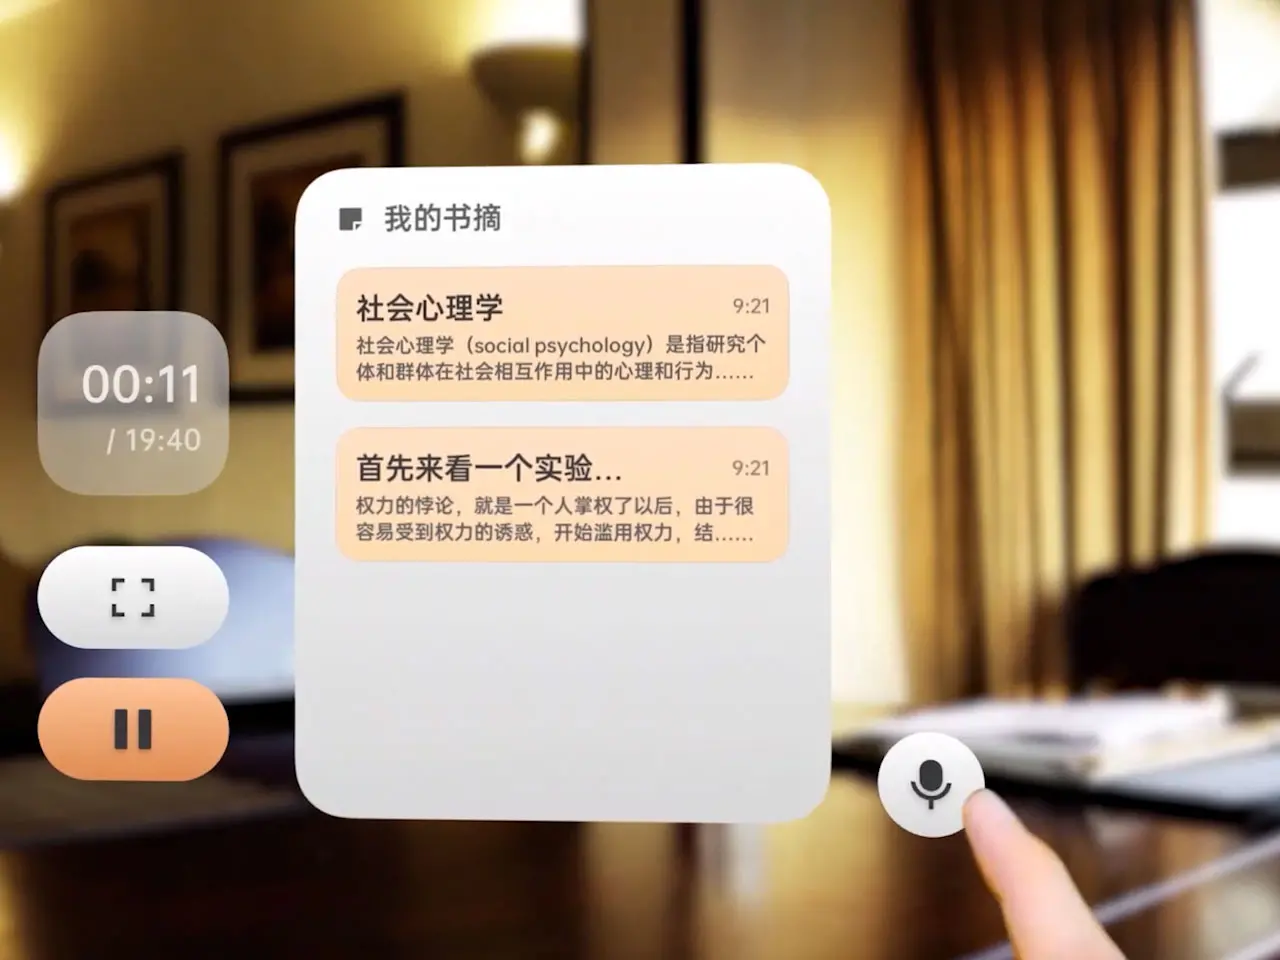 我的书摘
社会心理学
9:21
社会心理学（social psychology）是指研究个
体和群体在社会相互作用中的心理和行为……
首先来看一个实验…
9:21
权力的悖论，就是一个人掌权了以后，由于很
容易受到权力的诱惑，开始滥用权力，结……
00:11
/ 19:40